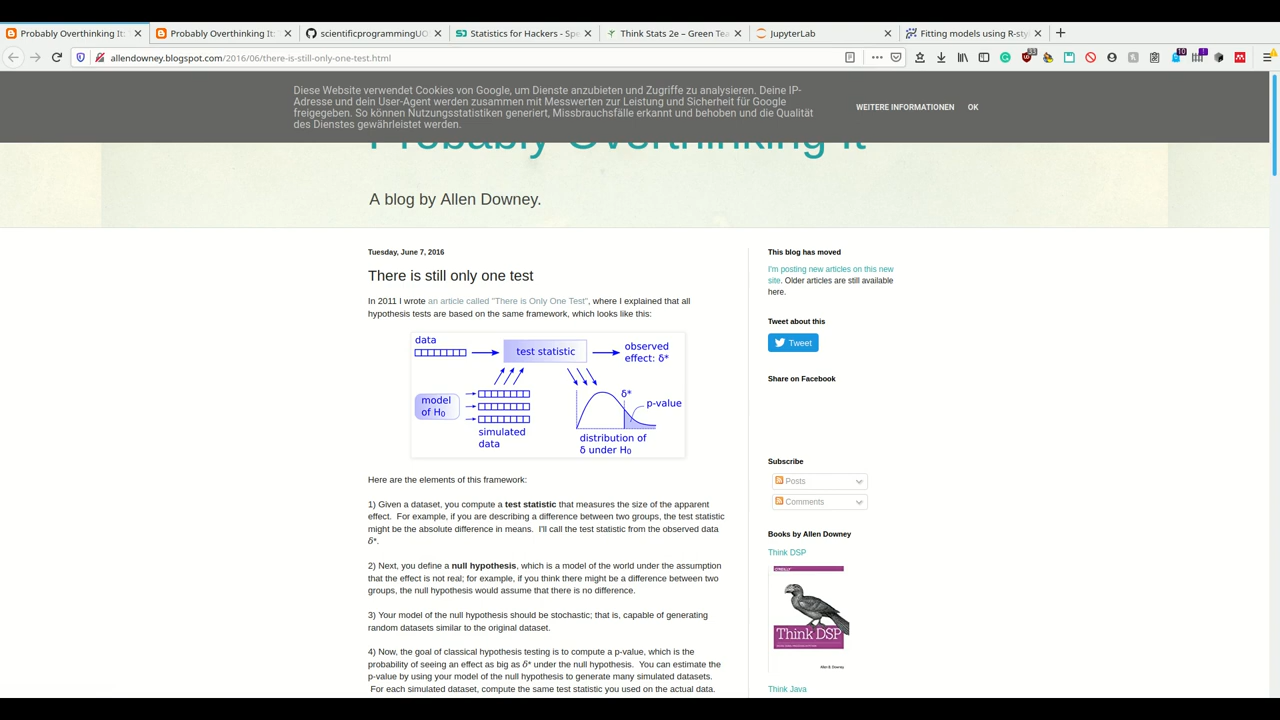 Probably Overthinking It:
Probably Overthinking It:
scientificprogrammingUO
Statistics for Hackers - Spe
Think Stats 2e – Green Tea
JupyterLab
Fitting models using R-sty
allendowney.blogspot.com/2016/06/there-is-still-only-one-test.html
Diese Website verwendet Cookies von Google, um Dienste anzubieten und Zugriffe zu analysieren. Deine IP-
Adresse und dein User-Agent werden zusammen mit Messwerten zur Leistung und Sicherheit für Google
freigegeben. So können Nutzungsstatistiken generiert, Missbrauchsfälle erkannt und behoben und die Qualität
des Dienstes gewährleistet werden.
WEITERE INFORMATIONEN OK
Probably Overthinking It
A blog by Allen Downey.
Tuesday, June 7, 2016
There is still only one test
In 2011 I wrote an article called "There is Only One Test", where I explained that all
hypothesis tests are based on the same framework, which looks like this:
data
test statistic
observed
effect: δ*
model
of H₀
simulated
data
δ*
p-value
distribution of
δ under H₀
Here are the elements of this framework:
1) Given a dataset, you compute a test statistic that measures the size of the apparent
effect.  For example, if you are describing a difference between two groups, the test statistic
might be the absolute difference in means.  I'll call the test statistic from the observed data
δ*.
2) Next, you define a null hypothesis, which is a model of the world under the assumption
that the effect is not real; for example, if you think there might be a difference between two
groups, the null hypothesis would assume that there is no difference.
3) Your model of the null hypothesis should be stochastic; that is, capable of generating
random datasets similar to the original dataset.
4) Now, the goal of classical hypothesis testing is to compute a p-value, which is the
probability of seeing an effect as big as δ* under the null hypothesis.  You can estimate the
p-value by using your model of the null hypothesis to generate many simulated datasets.
For each simulated dataset, compute the same test statistic you used on the actual data.
This blog has moved
I'm posting new articles on this new
site. Older articles are still available
here.
Tweet about this
Tweet
Share on Facebook
Subscribe
Posts
Comments
Books by Allen Downey
Think DSP
Think DSP
Allen B. Downey
Think Java